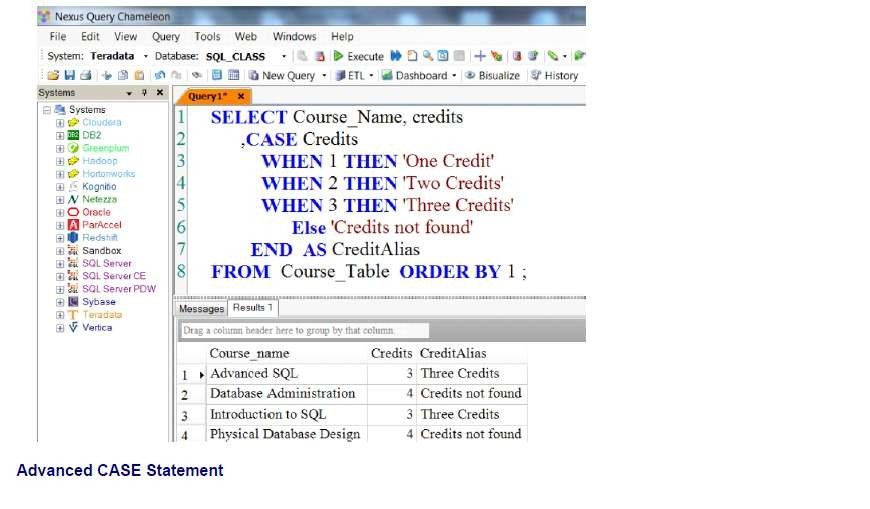 Nexus Query Chameleon
File Edit View Query Tools Web Windows Help
System: Teradata Database: SQL_CLASS Execute
New Query ETL Dashboard Bisualize History
Systems
Systems
Cloudera
DB2 DB2
Greenplum
Hadoop
Hortonworks
Kognitio
Netezza
Oracle
ParAccel
Redshift
Sandbox
SQL Server
SQL Server CE
SQL Server PDW
Sybase
Teradata
Vertica
Query1*
1 SELECT Course_Name, credits
2 ,CASE Credits
3 WHEN 1 THEN 'One Credit'
4 WHEN 2 THEN 'Two Credits'
5 WHEN 3 THEN 'Three Credits'
6 Else 'Credits not found'
7 END AS CreditAlias
8 FROM Course_Table ORDER BY 1 ;
Messages Results 1
Drag a column header here to group by that column.
Course_name Credits CreditAlias
1 Advanced SQL 3 Three Credits
2 Database Administration 4 Credits not found
3 Introduction to SQL 3 Three Credits
4 Physical Database Design 4 Credits not found
Advanced CASE Statement